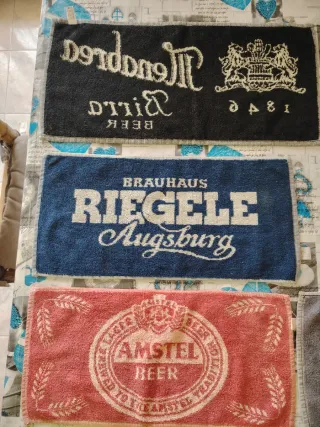 Menabrea
Birra
BEER
1846
BRAUHAUS
RIEGELE
Augsburg
AMSTEL
BEER